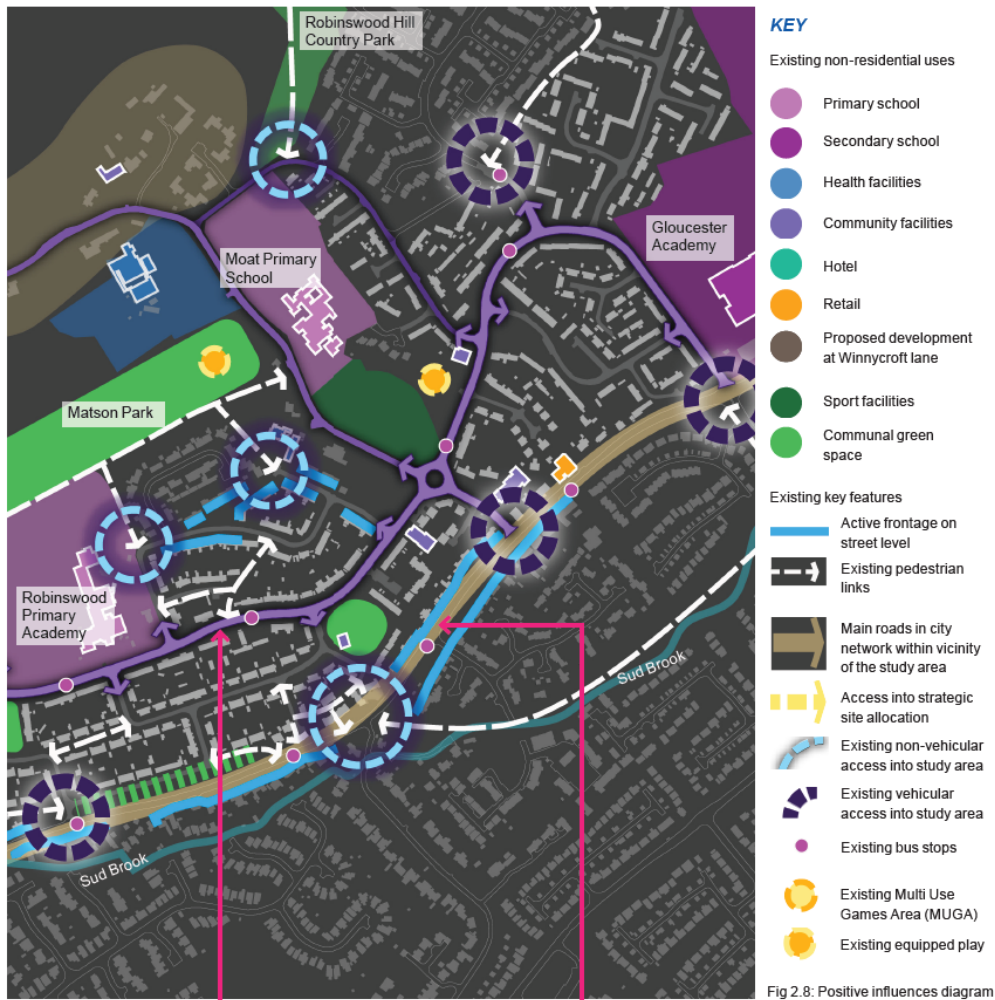 Robinswood Hill
Country Park
Gloucester
Academy
Moat Primary
School
Matson Park
Robinswood
Primary
Academy
Sud Brook
Sud Brook
KEY
Existing non-residential uses
Primary school
Secondary school
Health facilities
Community facilities
Hotel
Retail
Proposed development
at Winnycroft lane
Sport facilities
Communal green
space
Existing key features
Active frontage on
street level
Existing pedestrian
links
Main roads in city
network within vicinity
of the study area
Access into strategic
site allocation
Existing non-vehicular
access into study area
Existing vehicular
access into study area
Existing bus stops
Existing Multi Use
Games Area (MUGA)
Existing equipped play
Fig 2.8: Positive influences diagram